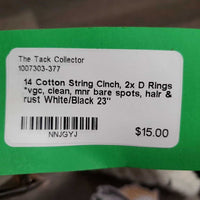 The Tack Collector
1007303-377
14 Cotton String Cinch, 2x D Rings
*vgc, clean, mnr bare spots, hair &
rust White/Black 23"
$15.00
NNJGYJ